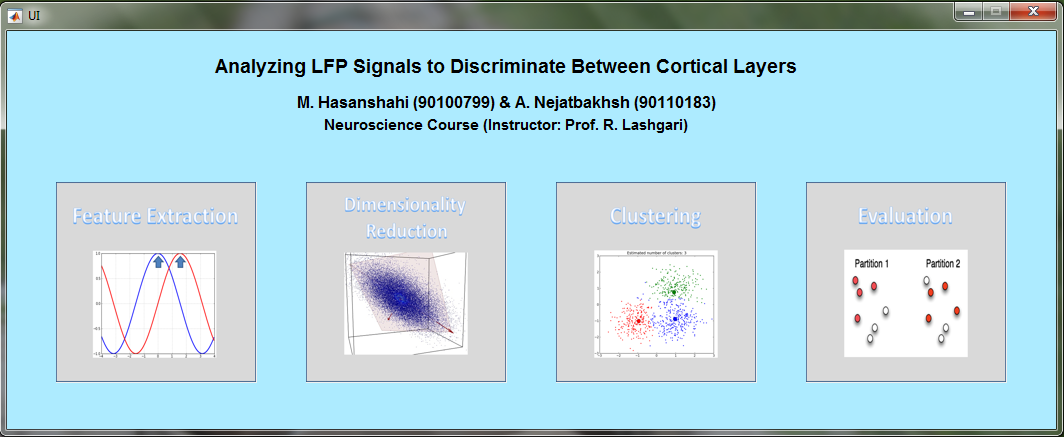 UI
Analyzing LFP Signals to Discriminate Between Cortical Layers
M. Hasanshahi (90100799) & A. Nejatbakhsh (90110183)
Neuroscience Course (Instructor: Prof. R. Lashgari)
Feature Extraction
Dimensionality
Reduction
Clustering
Estimated number of clusters: 3
Evaluation
Partition 1
Partition 2